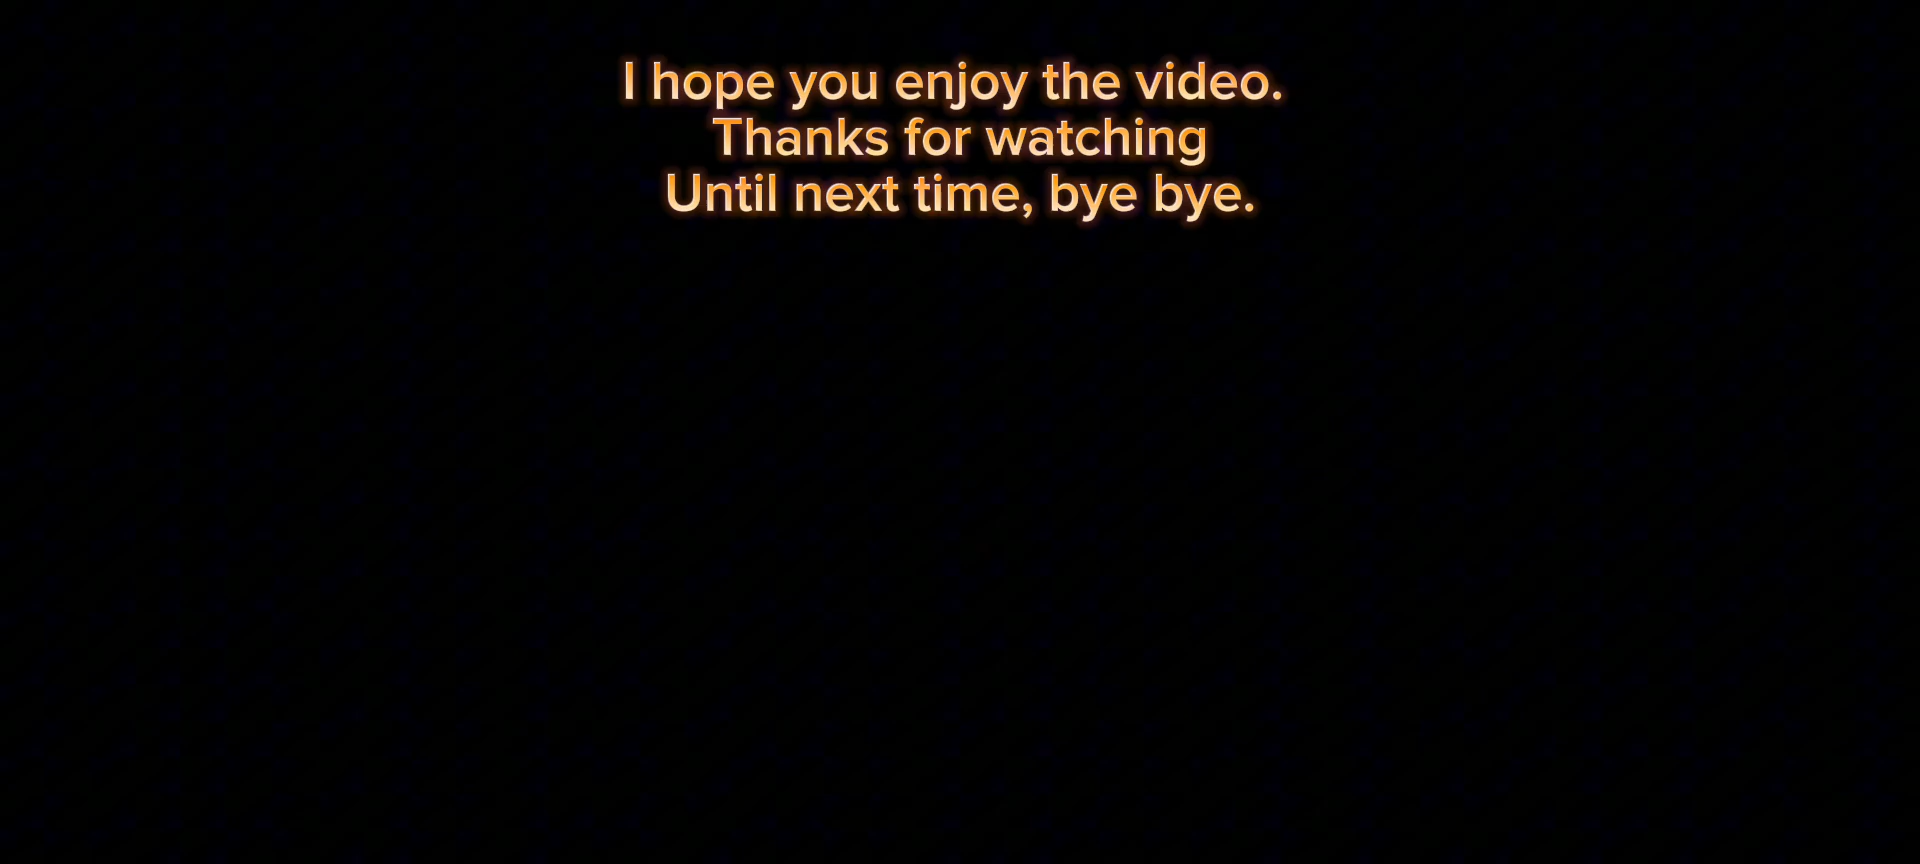 I hope you enjoy the video.
Thanks for watching
Until next time, bye bye.